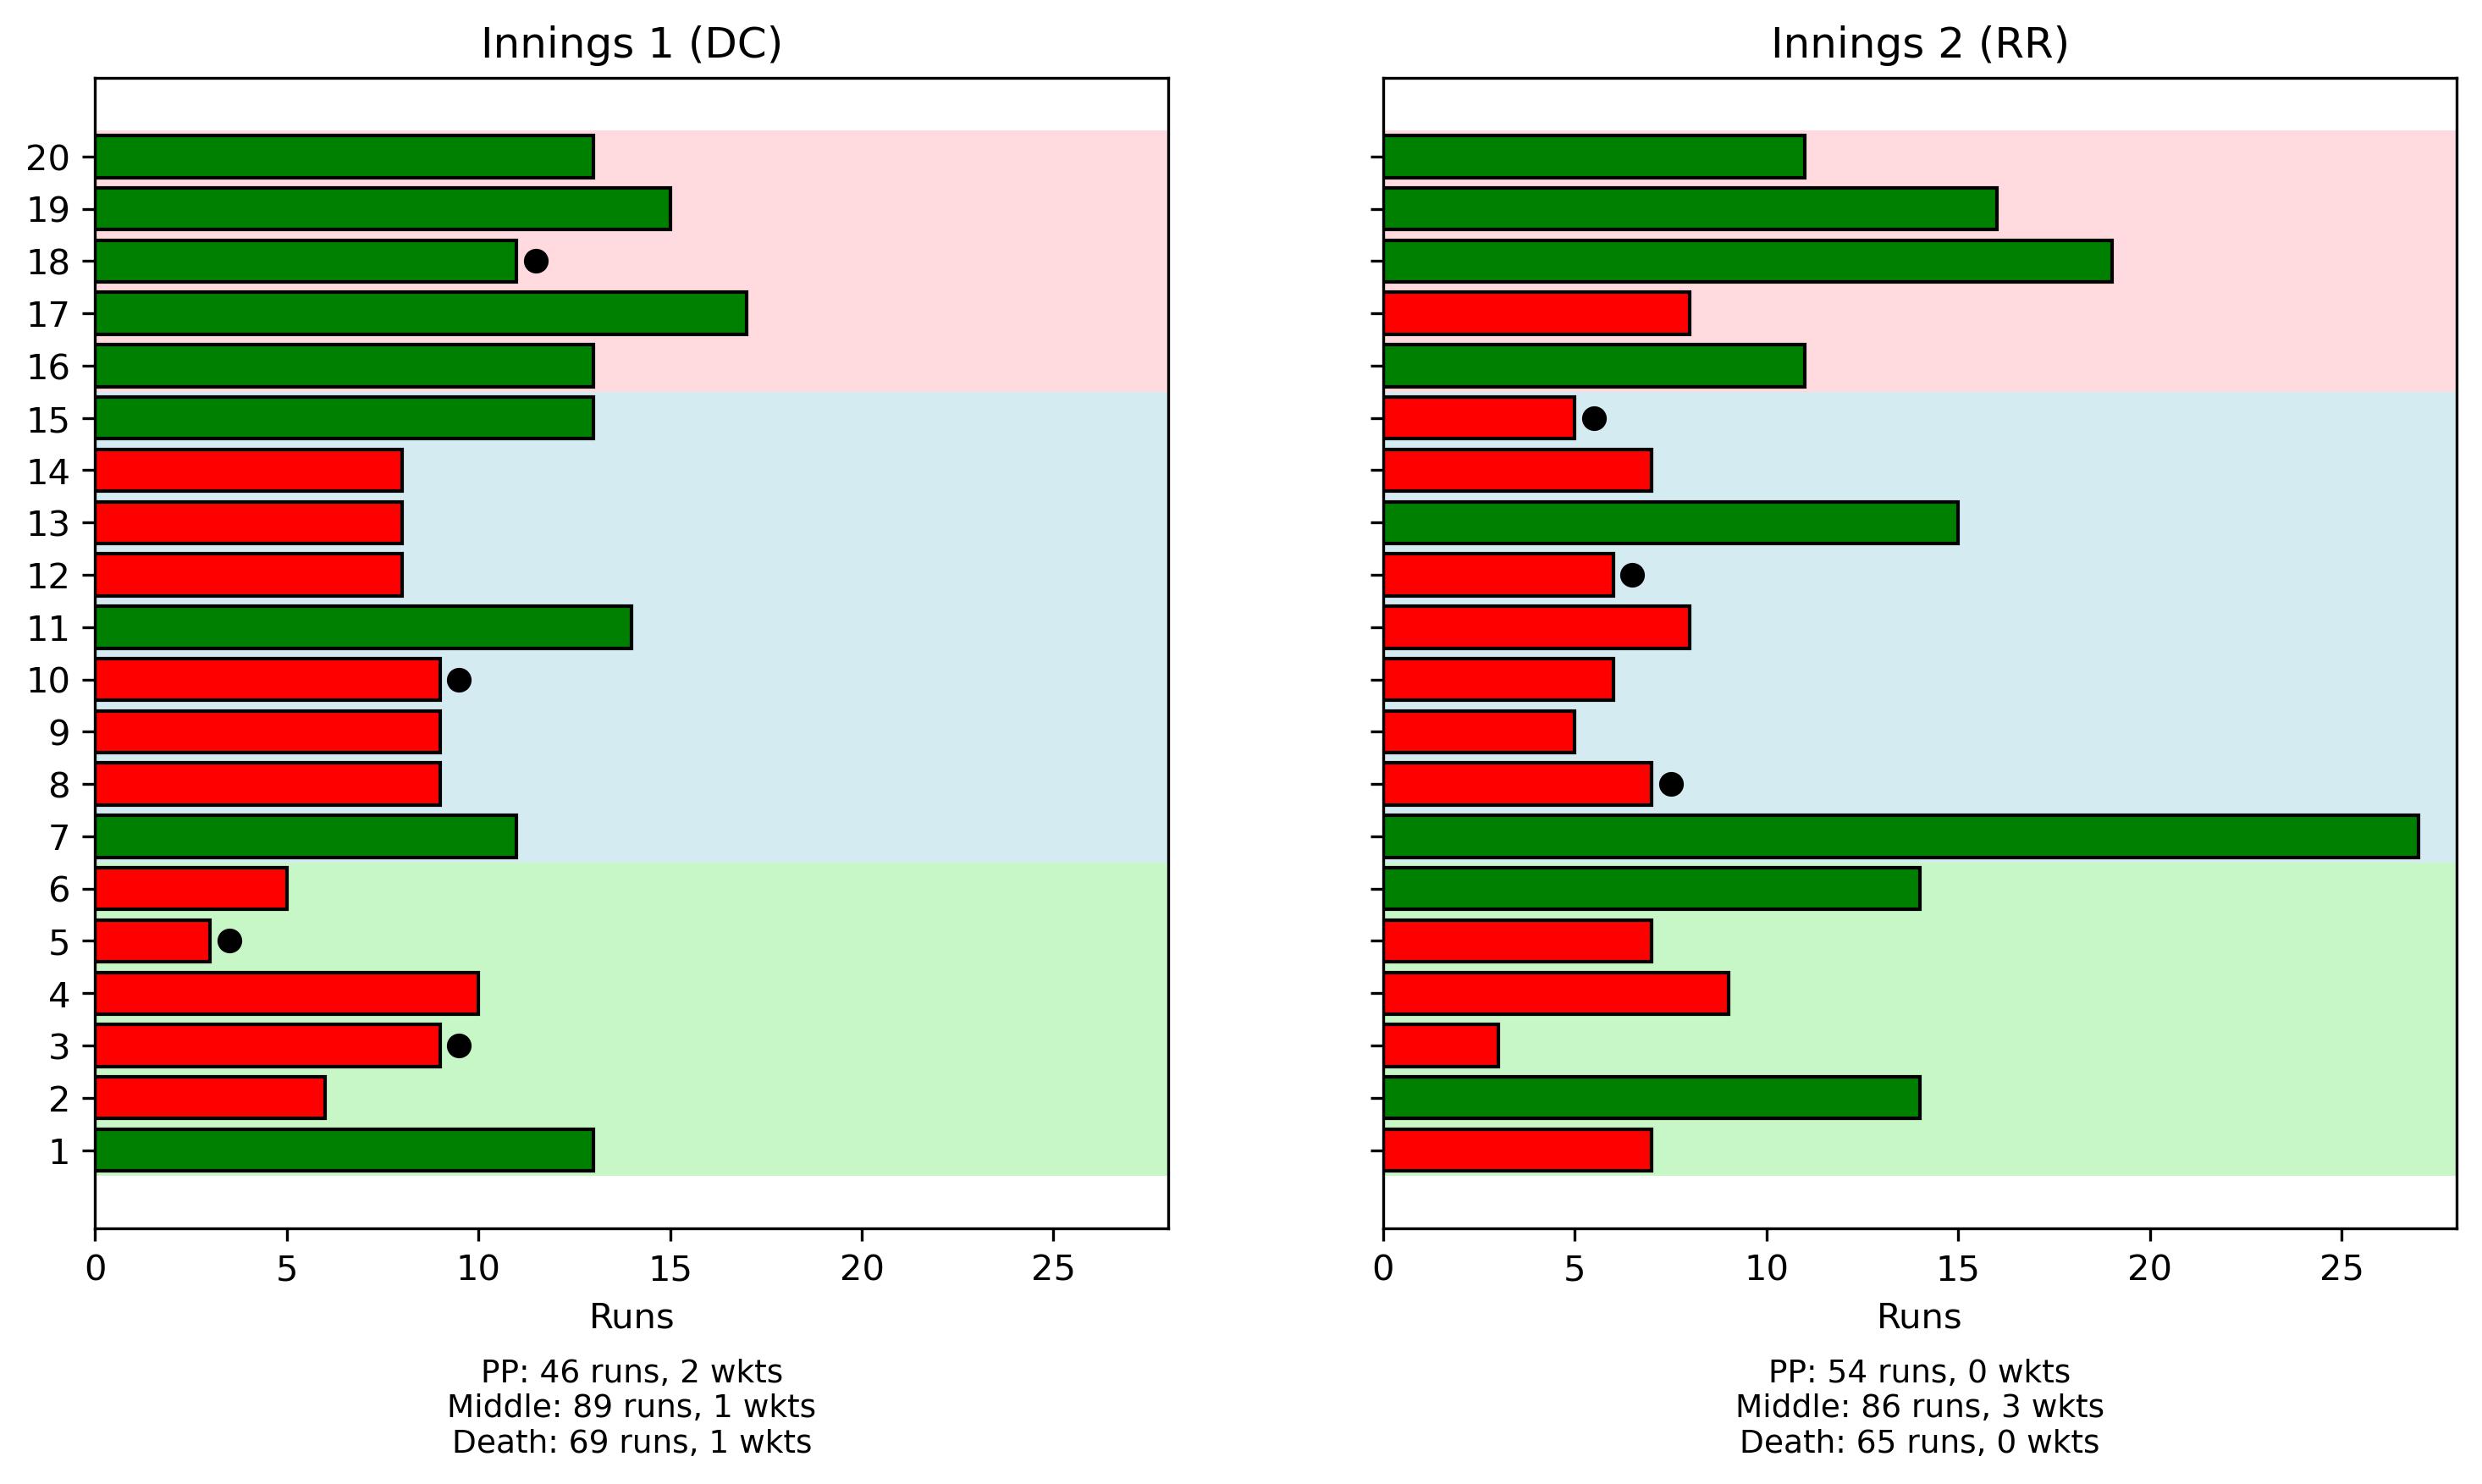 Innings 1 (DC)
20
19
18
17
16
15
14
13
12
11
10
9
8
7
6
5
4
3
2
1
0 5 10 15 20 25
Runs
PP: 46 runs, 2 wkts
Middle: 89 runs, 1 wkts
Death: 69 runs, 1 wkts
Innings 2 (RR)
0 5 10 15 20 25
Runs
PP: 54 runs, 0 wkts
Middle: 86 runs, 3 wkts
Death: 65 runs, 0 wkts